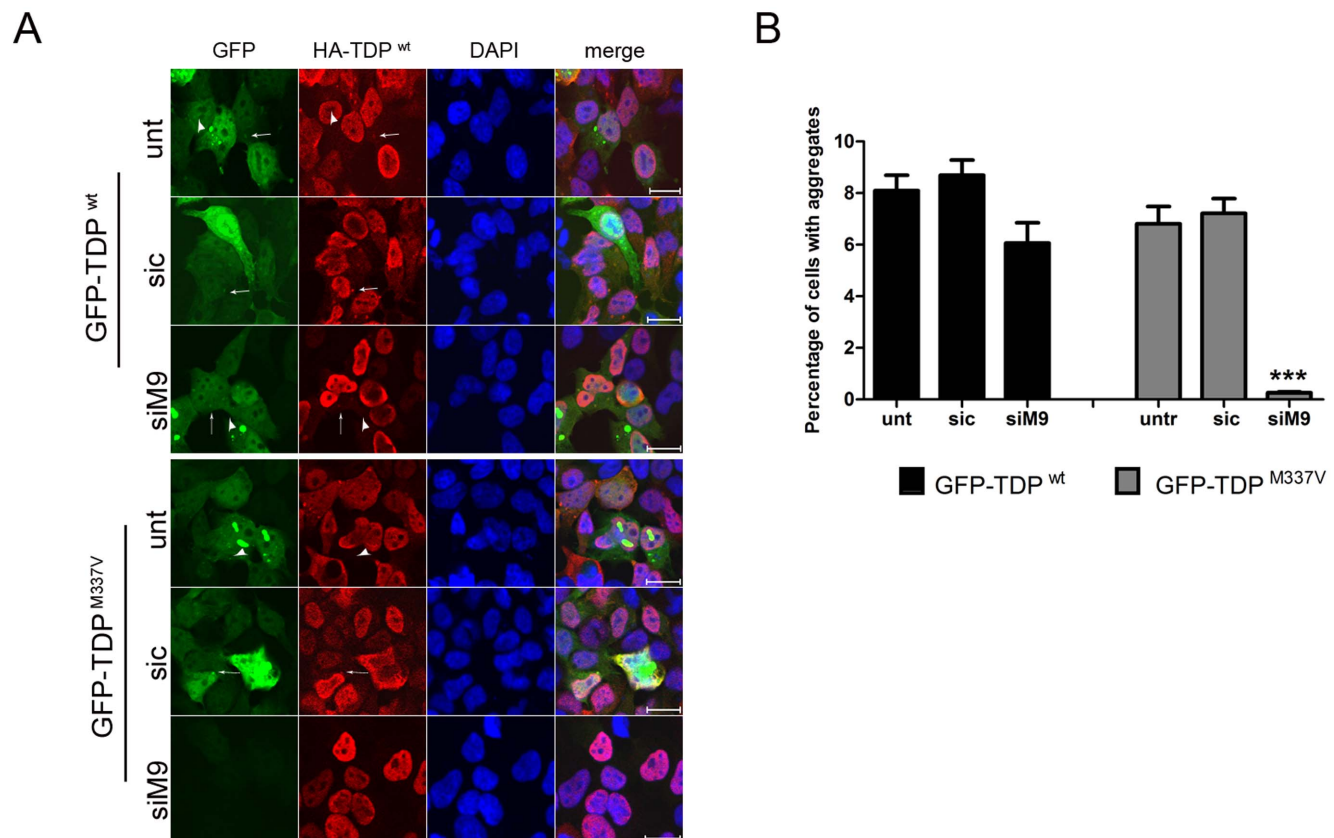 A
GFP HA-TDP wt DAPI merge
GFP-TDP wt
unt
sic
siM9
GFP-TDP M337V
unt
sic
siM9
B
Percentage of cells with aggregates
10
8
6
4
2
0
***
unt sic siM9 untr sic siM9
GFP-TDP wt GFP-TDP M337V